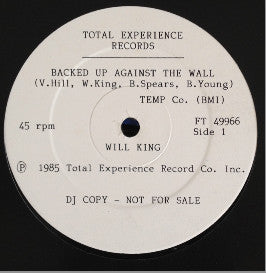 TOTAL EXPERIENCE
RECORDS
BACKED UP AGAINST THE WALL
(V.Hill, W.King, B.Spears, B.Young)
TEMP Co. (BMI)
45 rpm
FT 49966
Side 1
WILL KING
Ⓟ 1985 Total Experience Record Co. Inc.
DJ COPY - NOT FOR SALE